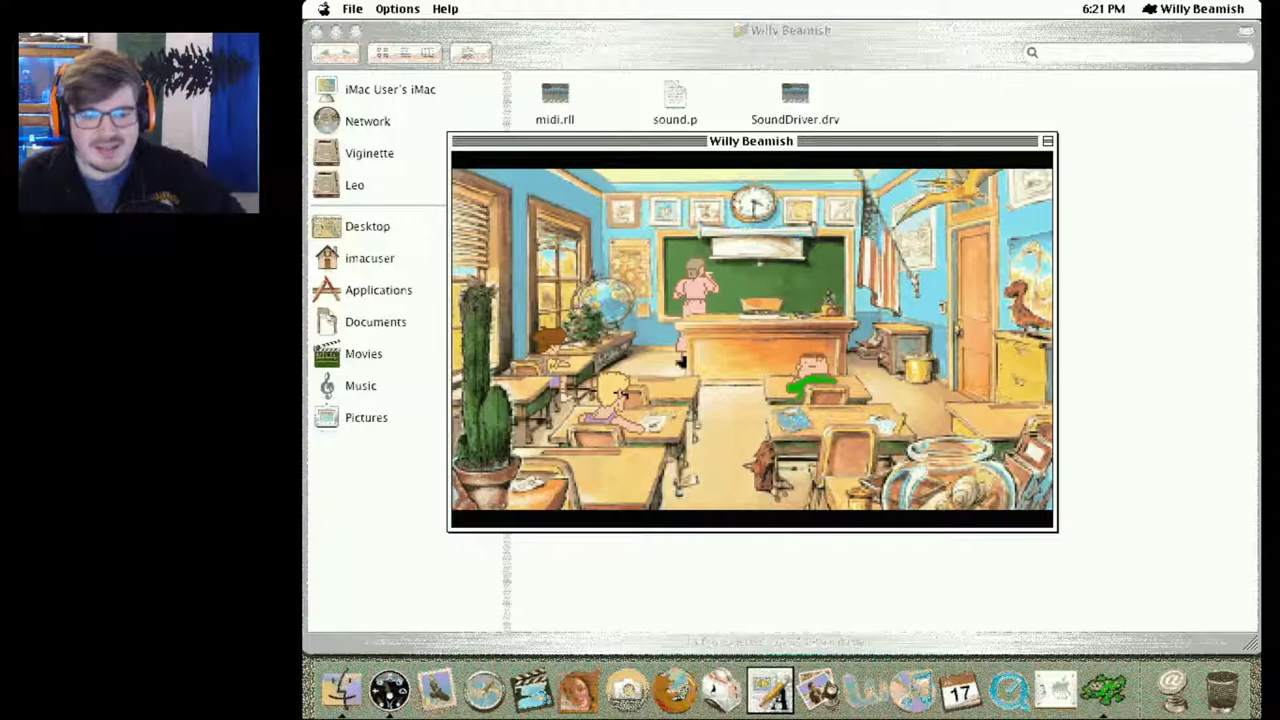 File Options Help 6:21 PM Willy Beamish
Willy Beamish
iMac User's iMac
Network
Viginette
Leo
Desktop
imacuser
Applications
Documents
Movies
Music
Pictures
midi.rll sound.p SoundDriver.drv
Willy Beamish
17